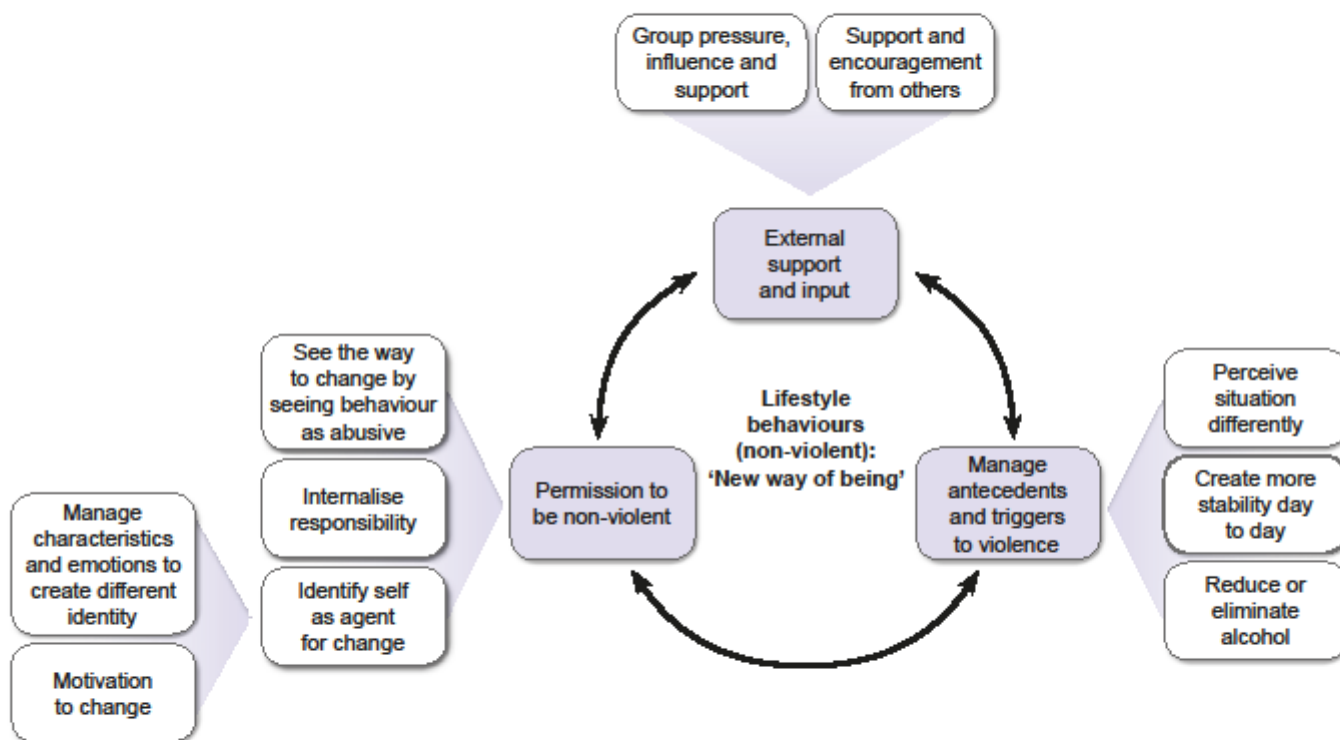 Group pressure,
influence and
support
Support and
encouragement
from others
External
support
and input
See the way
to change by
seeing behaviour
as abusive
Internalise
responsibility
Identify self
as agent
for change
Manage
characteristics
and emotions to
create different
identity
Motivation
to change
Permission to
be non-violent
Lifestyle
behaviours
(non-violent):
‘New way of being’
Manage
antecedents
and triggers
to violence
Perceive
situation
differently
Create more
stability day
to day
Reduce or
eliminate
alcohol